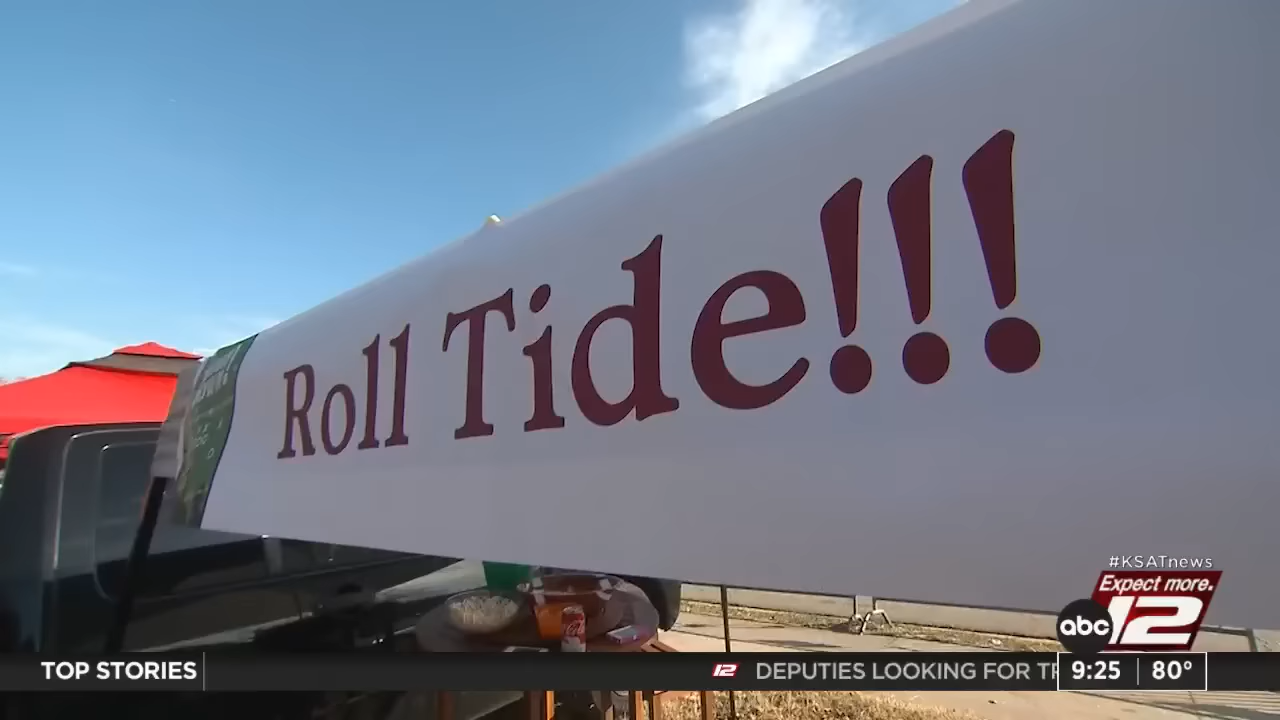 Roll Tide!!!
#KSATnews
Expect more.
abc 12
TOP STORIES
12 DEPUTIES LOOKING FOR
9:25 80°